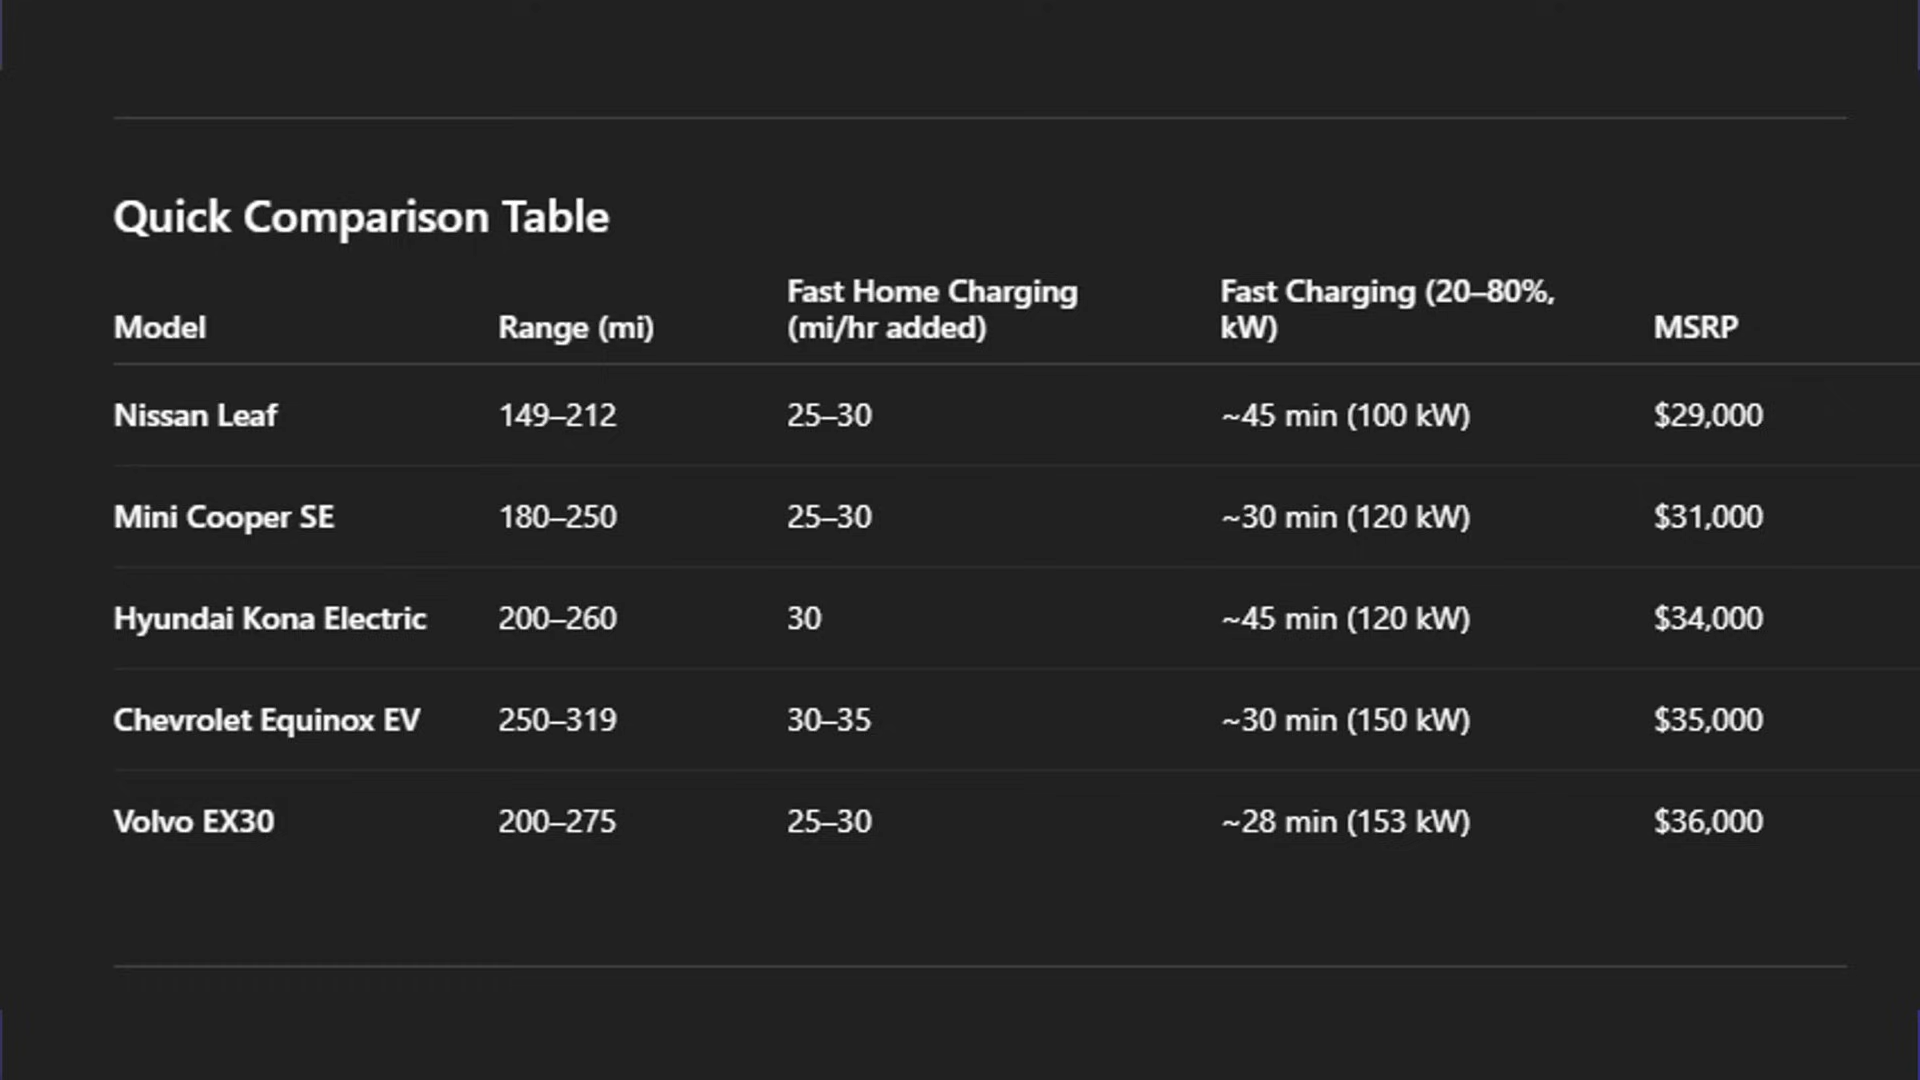 Quick Comparison Table
Model Range (mi) Fast Home Charging (mi/hr added) Fast Charging (20–80%, kW) MSRP
Nissan Leaf 149–212 25–30 ~45 min (100 kW) $29,000
Mini Cooper SE 180–250 25–30 ~30 min (120 kW) $31,000
Hyundai Kona Electric 200–260 30 ~45 min (120 kW) $34,000
Chevrolet Equinox EV 250–319 30–35 ~30 min (150 kW) $35,000
Volvo EX30 200–275 25–30 ~28 min (153 kW) $36,000